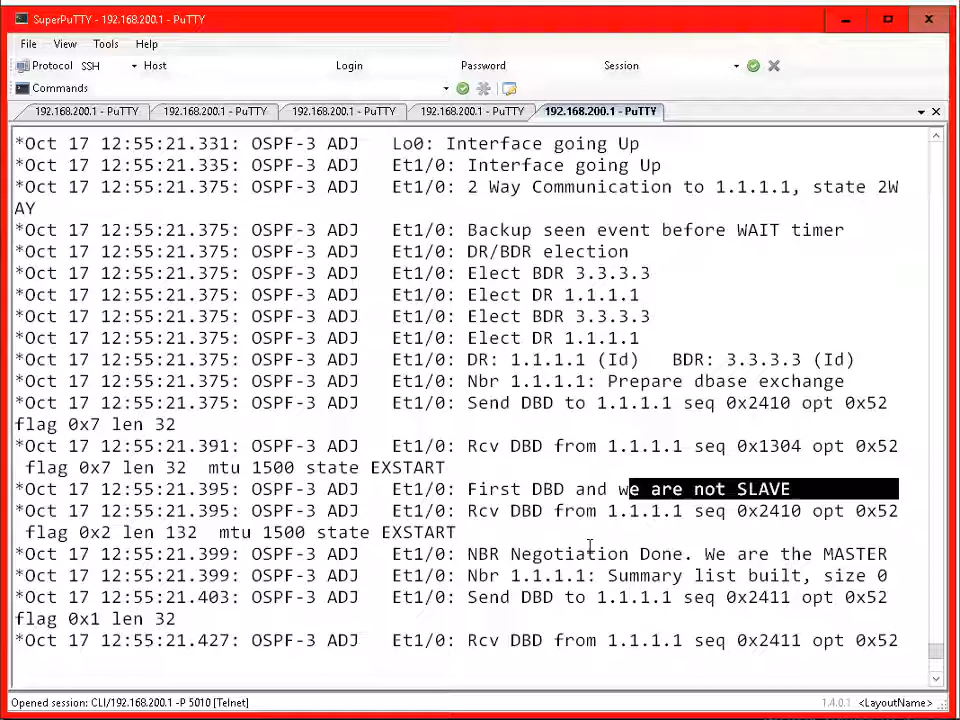 SuperPuTTY - 192.168.200.1 - PuTTY
File View Tools Help
Protocol SSH Host Login Password Session
Commands
192.168.200.1 - PuTTY 192.168.200.1 - PuTTY 192.168.200.1 - PuTTY 192.168.200.1 - PuTTY 192.168.200.1 - PuTTY
*Oct 17 12:55:21.331: OSPF-3 ADJ   Lo0: Interface going Up
*Oct 17 12:55:21.335: OSPF-3 ADJ   Et1/0: Interface going Up
*Oct 17 12:55:21.375: OSPF-3 ADJ   Et1/0: 2 Way Communication to 1.1.1.1, state 2W
AY
*Oct 17 12:55:21.375: OSPF-3 ADJ   Et1/0: Backup seen event before WAIT timer
*Oct 17 12:55:21.375: OSPF-3 ADJ   Et1/0: DR/BDR election
*Oct 17 12:55:21.375: OSPF-3 ADJ   Et1/0: Elect BDR 3.3.3.3
*Oct 17 12:55:21.375: OSPF-3 ADJ   Et1/0: Elect DR 1.1.1.1
*Oct 17 12:55:21.375: OSPF-3 ADJ   Et1/0: Elect BDR 3.3.3.3
*Oct 17 12:55:21.375: OSPF-3 ADJ   Et1/0: Elect DR 1.1.1.1
*Oct 17 12:55:21.375: OSPF-3 ADJ   Et1/0: DR: 1.1.1.1 (Id)   BDR: 3.3.3.3 (Id)
*Oct 17 12:55:21.375: OSPF-3 ADJ   Et1/0: Nbr 1.1.1.1: Prepare dbase exchange
*Oct 17 12:55:21.375: OSPF-3 ADJ   Et1/0: Send DBD to 1.1.1.1 seq 0x2410 opt 0x52
flag 0x7 len 32
*Oct 17 12:55:21.391: OSPF-3 ADJ   Et1/0: Rcv DBD from 1.1.1.1 seq 0x1304 opt 0x52
 flag 0x7 len 32  mtu 1500 state EXSTART
*Oct 17 12:55:21.395: OSPF-3 ADJ   Et1/0: First DBD and we are not SLAVE
*Oct 17 12:55:21.395: OSPF-3 ADJ   Et1/0: Rcv DBD from 1.1.1.1 seq 0x2410 opt 0x52
 flag 0x2 len 132  mtu 1500 state EXSTART
*Oct 17 12:55:21.399: OSPF-3 ADJ   Et1/0: NBR Negotiation Done. We are the MASTER
*Oct 17 12:55:21.399: OSPF-3 ADJ   Et1/0: Nbr 1.1.1.1: Summary list built, size 0
*Oct 17 12:55:21.403: OSPF-3 ADJ   Et1/0: Send DBD to 1.1.1.1 seq 0x2411 opt 0x52
flag 0x1 len 32
*Oct 17 12:55:21.427: OSPF-3 ADJ   Et1/0: Rcv DBD from 1.1.1.1 seq 0x2411 opt 0x52
Opened session: CLI/192.168.200.1 -P 5010 [Telnet] 1.4.0.1 <LayoutName>